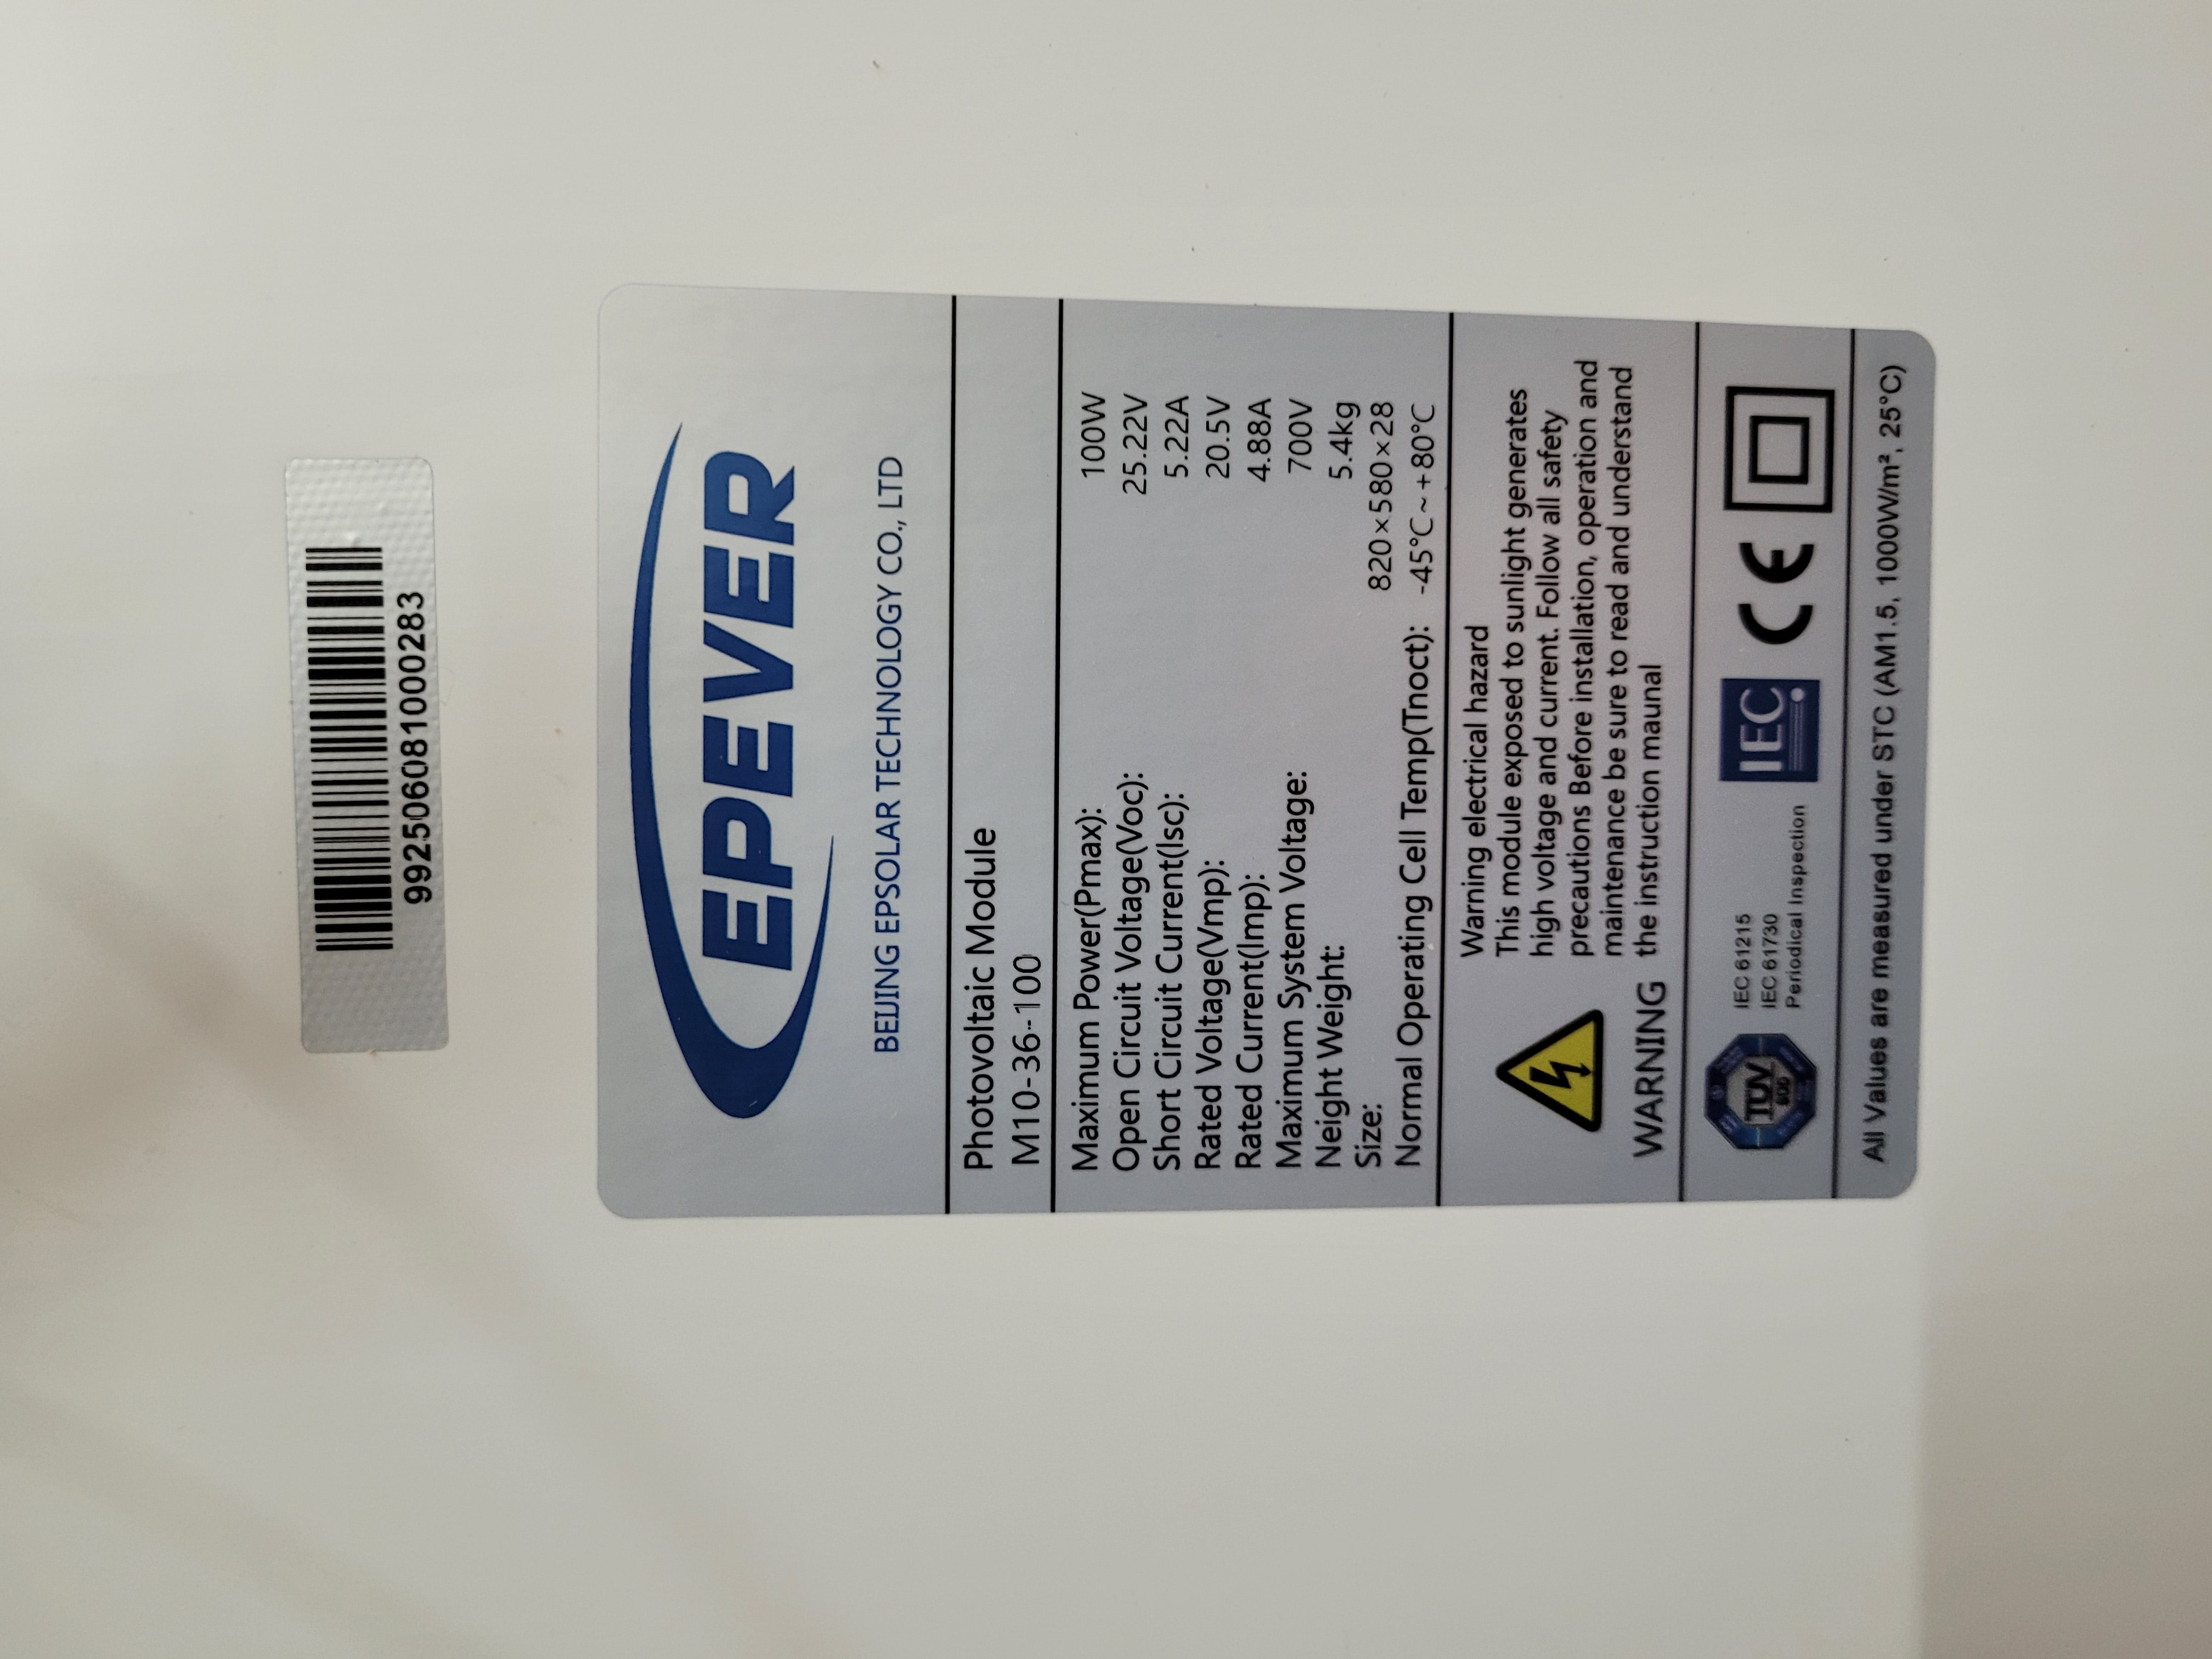 992506081000283
EPEVER
BEIJING EPSOLAR TECHNOLOGY CO., LTD
Photovoltaic Module
M10-36-100
Maximum Power(Pmax): 100W
Open Circuit Voltage(Voc): 25.22V
Short Circuit Current(Isc): 5.22A
Rated Voltage(Vmp): 20.5V
Rated Current(Imp): 4.88A
Maximum System Voltage: 700V
Neight Weight: 5.4kg
Size: 820×580×28
Normal Operating Cell Temp(Tnoct): -45℃~+80℃
WARNING
Warning electrical hazard
This module exposed to sunlight generates
high voltage and current. Follow all safety
precautions Before installation, operation and
maintenance be sure to read and understand
the instruction maunal
TÜV
SÜD
IEC 61215
IEC 61730
Periodical Inspection
IEC
CE
All Values are measured under STC (AM1.5, 1000W/m², 25°C)